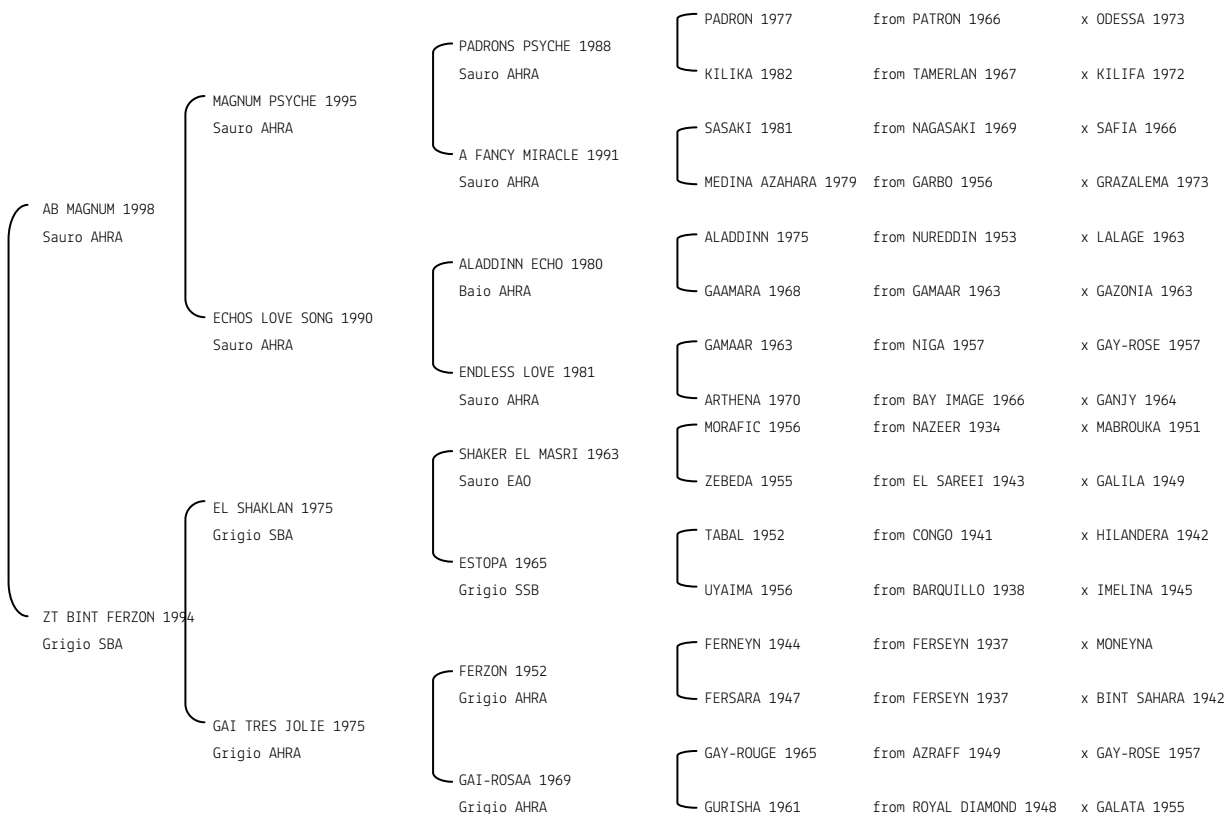 PADRON 1977 from PATRON 1966 x ODESSA 1973
PADRONS PSYCHE 1988
Sauro AHRA
KILIKA 1982 from TAMERLAN 1967 x KILIFA 1972
MAGNUM PSYCHE 1995
Sauro AHRA
SASAKI 1981 from NAGASAKI 1969 x SAFIA 1966
A FANCY MIRACLE 1991
Sauro AHRA
MEDINA AZAHARA 1979 from GARBO 1956 x GRAZALEMA 1973
AB MAGNUM 1998
Sauro AHRA
ALADDINN 1975 from NUREDDIN 1953 x LALAGE 1963
ALADDINN ECHO 1980
Baio AHRA
GAAMARA 1968 from GAMAAR 1963 x GAZONIA 1963
ECHOS LOVE SONG 1990
Sauro AHRA
GAMAAR 1963 from NIGA 1957 x GAY-ROSE 1957
ENDLESS LOVE 1981
Sauro AHRA
ARTHENA 1970 from BAY IMAGE 1966 x GANJY 1964
MORAFIC 1956 from NAZEER 1934 x MABROUKA 1951
SHAKER EL MASRI 1963
Sauro EAO
ZEBEDA 1955 from EL SAREEI 1943 x GALILA 1949
EL SHAKLAN 1975
Grigio SBA
TABAL 1952 from CONGO 1941 x HILANDERA 1942
ESTOPA 1965
Grigio SSB
UYAIMA 1956 from BARQUILLO 1938 x IMELINA 1945
ZT BINT FERZON 1994
Grigio SBA
FERNEYN 1944 from FERSEYN 1937 x MONEYNA
FERZON 1952
Grigio AHRA
FERSARA 1947 from FERSEYN 1937 x BINT SAHARA 1942
GAI TRES JOLIE 1975
Grigio AHRA
GAY-ROUGE 1965 from AZRAFF 1949 x GAY-ROSE 1957
GAI-ROSAA 1969
Grigio AHRA
GURISHA 1961 from ROYAL DIAMOND 1948 x GALATA 1955